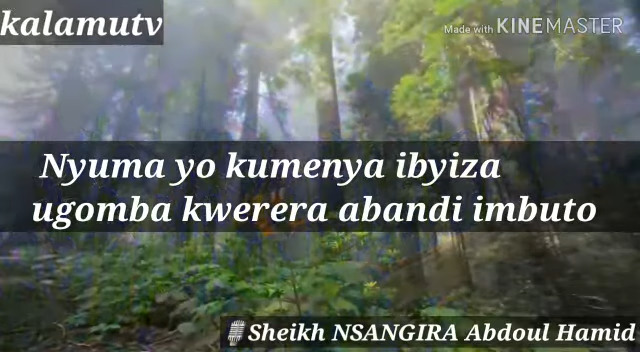 kalamutv
Made with KINEMASTER
Nyuma yo kumenya ibyiza
ugomba kwerera abandi imbuto
Sheikh NSANGIRA Abdoul Hamid